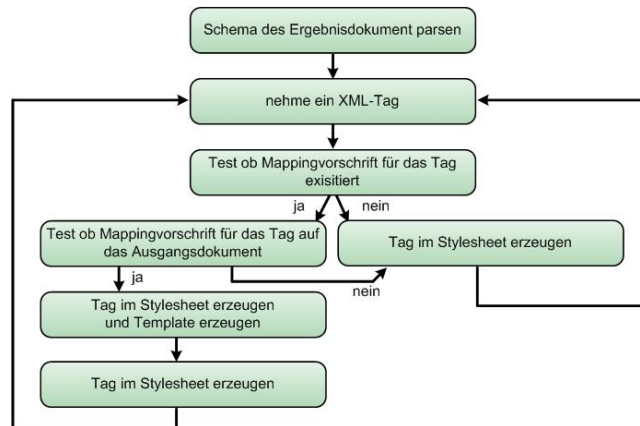 Schema des Ergebnisdokument parsen
nehme ein XML-Tag
Test ob Mappingvorschrift für das Tag
exisitiert
ja
nein
Test ob Mappingvorschrift für das Tag auf
das Ausgangsdokument
Tag im Stylesheet erzeugen
ja
nein
Tag im Stylesheet erzeugen
und Template erzeugen
Tag im Stylesheet erzeugen